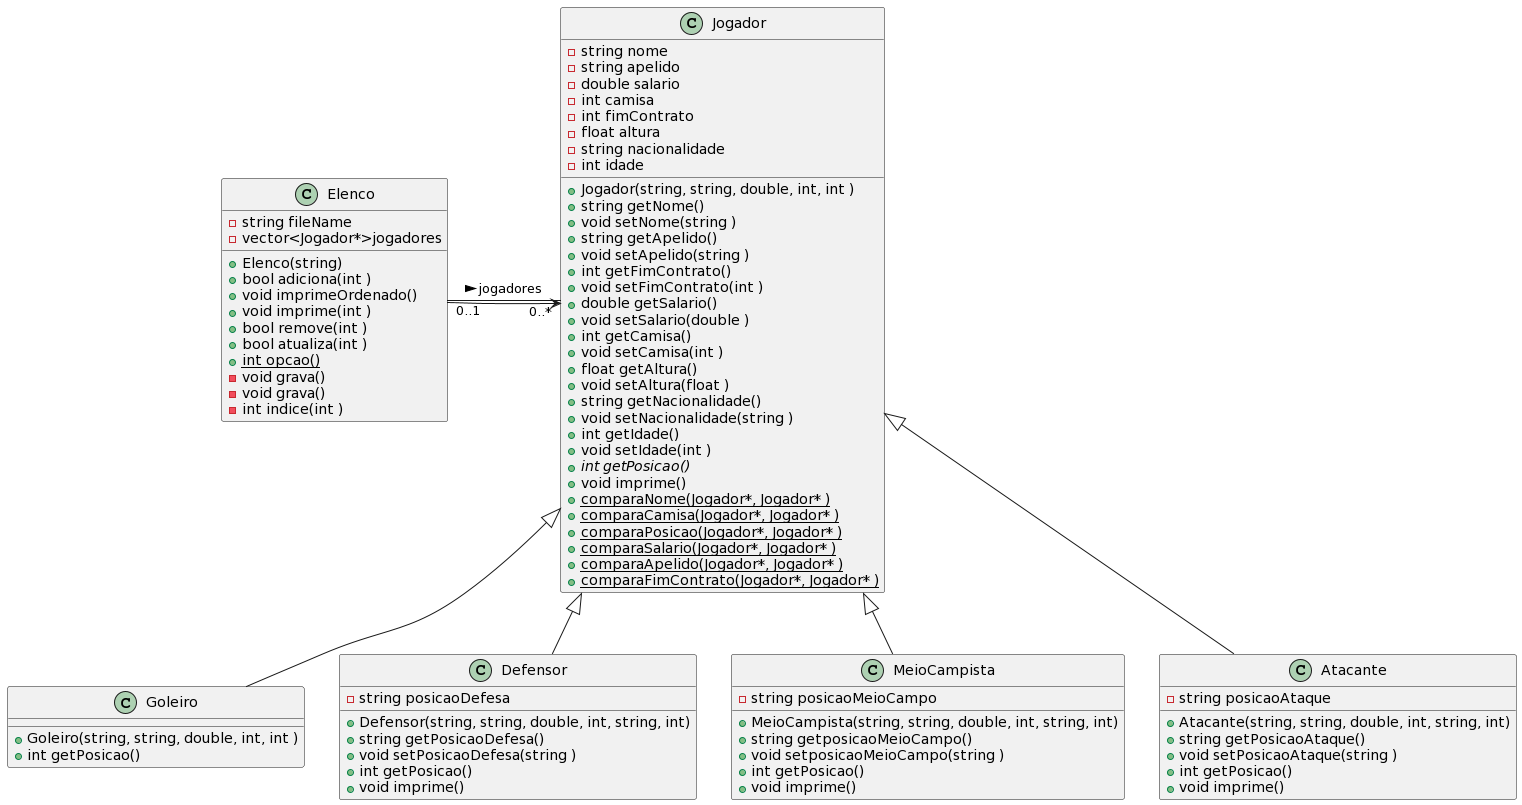 C Jogador
string nome
string apelido
double salario
int camisa
int fimContrato
float altura
string nacionalidade
int idade
Jogador(string, string, double, int, int )
string getNome()
void setNome(string )
string getApelido()
void setApelido(string )
int getFimContrato()
void setFimContrato(int )
double getSalario()
void setSalario(double )
int getCamisa()
void setCamisa(int )
float getAltura()
void setAltura(float )
string getNacionalidade()
void setNacionalidade(string )
int getIdade()
void setIdade(int )
int getPosicao()
void imprime()
comparaNome(Jogador*, Jogador* )
comparaCamisa(Jogador*, Jogador* )
comparaPosicao(Jogador*, Jogador* )
comparaSalario(Jogador*, Jogador* )
comparaApelido(Jogador*, Jogador* )
comparaFimContrato(Jogador*, Jogador* )
C Elenco
string fileName
vector<Jogador*>jogadores
Elenco(string)
bool adiciona(int )
void imprimeOrdenado()
void imprime(int )
bool remove(int )
bool atualiza(int )
int opcao()
void grava()
void grava()
int indice(int )
jogadores
0..1
0..*
C Goleiro
Goleiro(string, string, double, int, int )
int getPosicao()
C Defensor
string posicaoDefesa
Defensor(string, string, double, int, string, int)
string getPosicaoDefesa()
void setPosicaoDefesa(string )
int getPosicao()
void imprime()
C MeioCampista
string posicaoMeioCampo
MeioCampista(string, string, double, int, string, int)
string getposicaoMeioCampo()
void setposicaoMeioCampo(string )
int getPosicao()
void imprime()
C Atacante
string posicaoAtaque
Atacante(string, string, double, int, string, int)
string getPosicaoAtaque()
void setPosicaoAtaque(string )
int getPosicao()
void imprime()